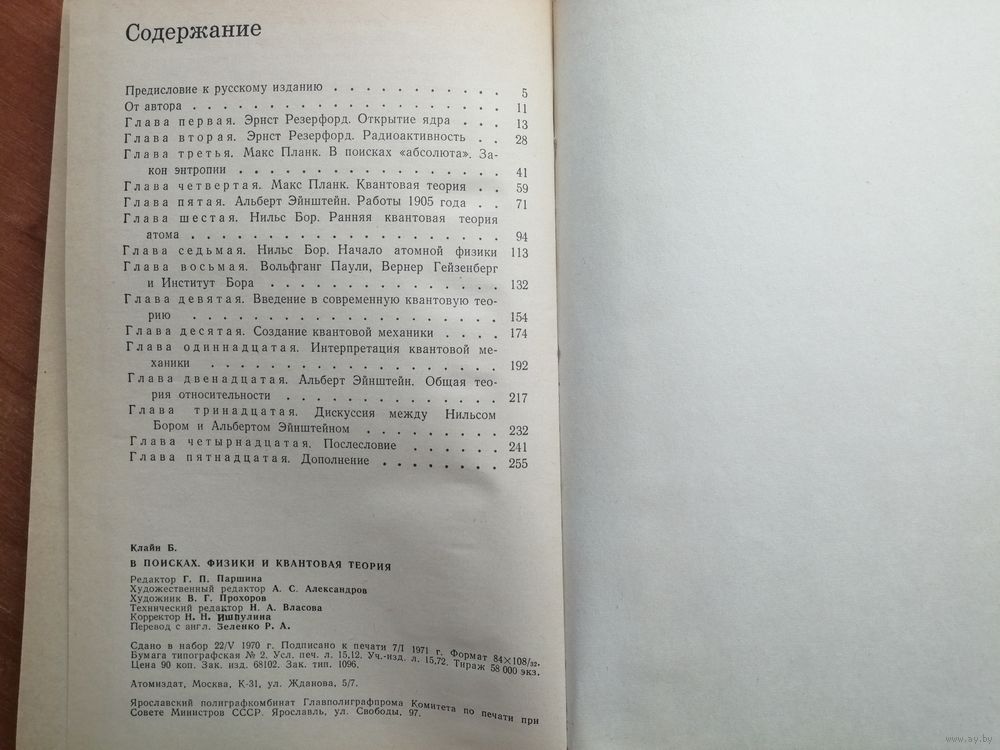 Содержание
Предисловие к русскому изданию . . . . . . . . . . . 5
От автора . . . . . . . . . . . . . . . . . . . . 11
Глава первая. Эрнст Резерфорд. Открытие ядра . . . 13
Глава вторая. Эрнст Резерфорд. Радиоактивность . . 28
Глава третья. Макс Планк. В поисках «абсолюта». За-
кон энтропии . . . . . . . . . . . . . . . . . 41
Глава четвертая. Макс Планк. Квантовая теория . . 59
Глава пятая. Альберт Эйнштейн. Работы 1905 года . . 71
Глава шестая. Нильс Бор. Ранняя квантовая теория
атома . . . . . . . . . . . . . . . . . . . . 94
Глава седьмая. Нильс Бор. Начало атомной физики 113
Глава восьмая. Вольфганг Паули, Вернер Гейзенберг
и Институт Бора . . . . . . . . . . . . . . . 132
Глава девятая. Введение в современную квантовую тео-
рию . . . . . . . . . . . . . . . . . . . . 154
Глава десятая. Создание квантовой механики . . . . 174
Глава одиннадцатая. Интерпретация квантовой ме-
ханики . . . . . . . . . . . . . . . . . . . 192
Глава двенадцатая. Альберт Эйнштейн. Общая тео-
рия относительности . . . . . . . . . . . . . . 217
Глава тринадцатая. Дискуссия между Нильсом
Бором и Альбертом Эйнштейном . . . . . . . . . 232
Глава четырнадцатая. Послесловие . . . . . . 241
Глава пятнадцатая. Дополнение . . . . . . . . 255
Клайн Б.
В ПОИСКАХ. ФИЗИКИ И КВАНТОВАЯ ТЕОРИЯ
Редактор Г. П. Паршина
Художественный редактор А. С. Александров
Художник В. Г. Прохоров
Технический редактор Н. А. Власова
Корректор Н. Н. Ишпулина
Перевод с англ. Зеленко Р. А.
Сдано в набор 22/V 1970 г. Подписано к печати 7/I 1971 г. Формат 84×108/32.
Бумага типографская № 2. Усл. печ. л. 15,12. Уч.-изд. л. 15,72. Тираж 58 000 экз.
Цена 90 коп. Зак. изд. 68102. Зак. тип. 1096.
Атомиздат, Москва, К-31, ул. Жданова, 5/7.
Ярославский полиграфкомбинат Главполиграфпрома Комитета по печати при
Совете Министров СССР. Ярославль, ул. Свободы, 97.
www.ay.by